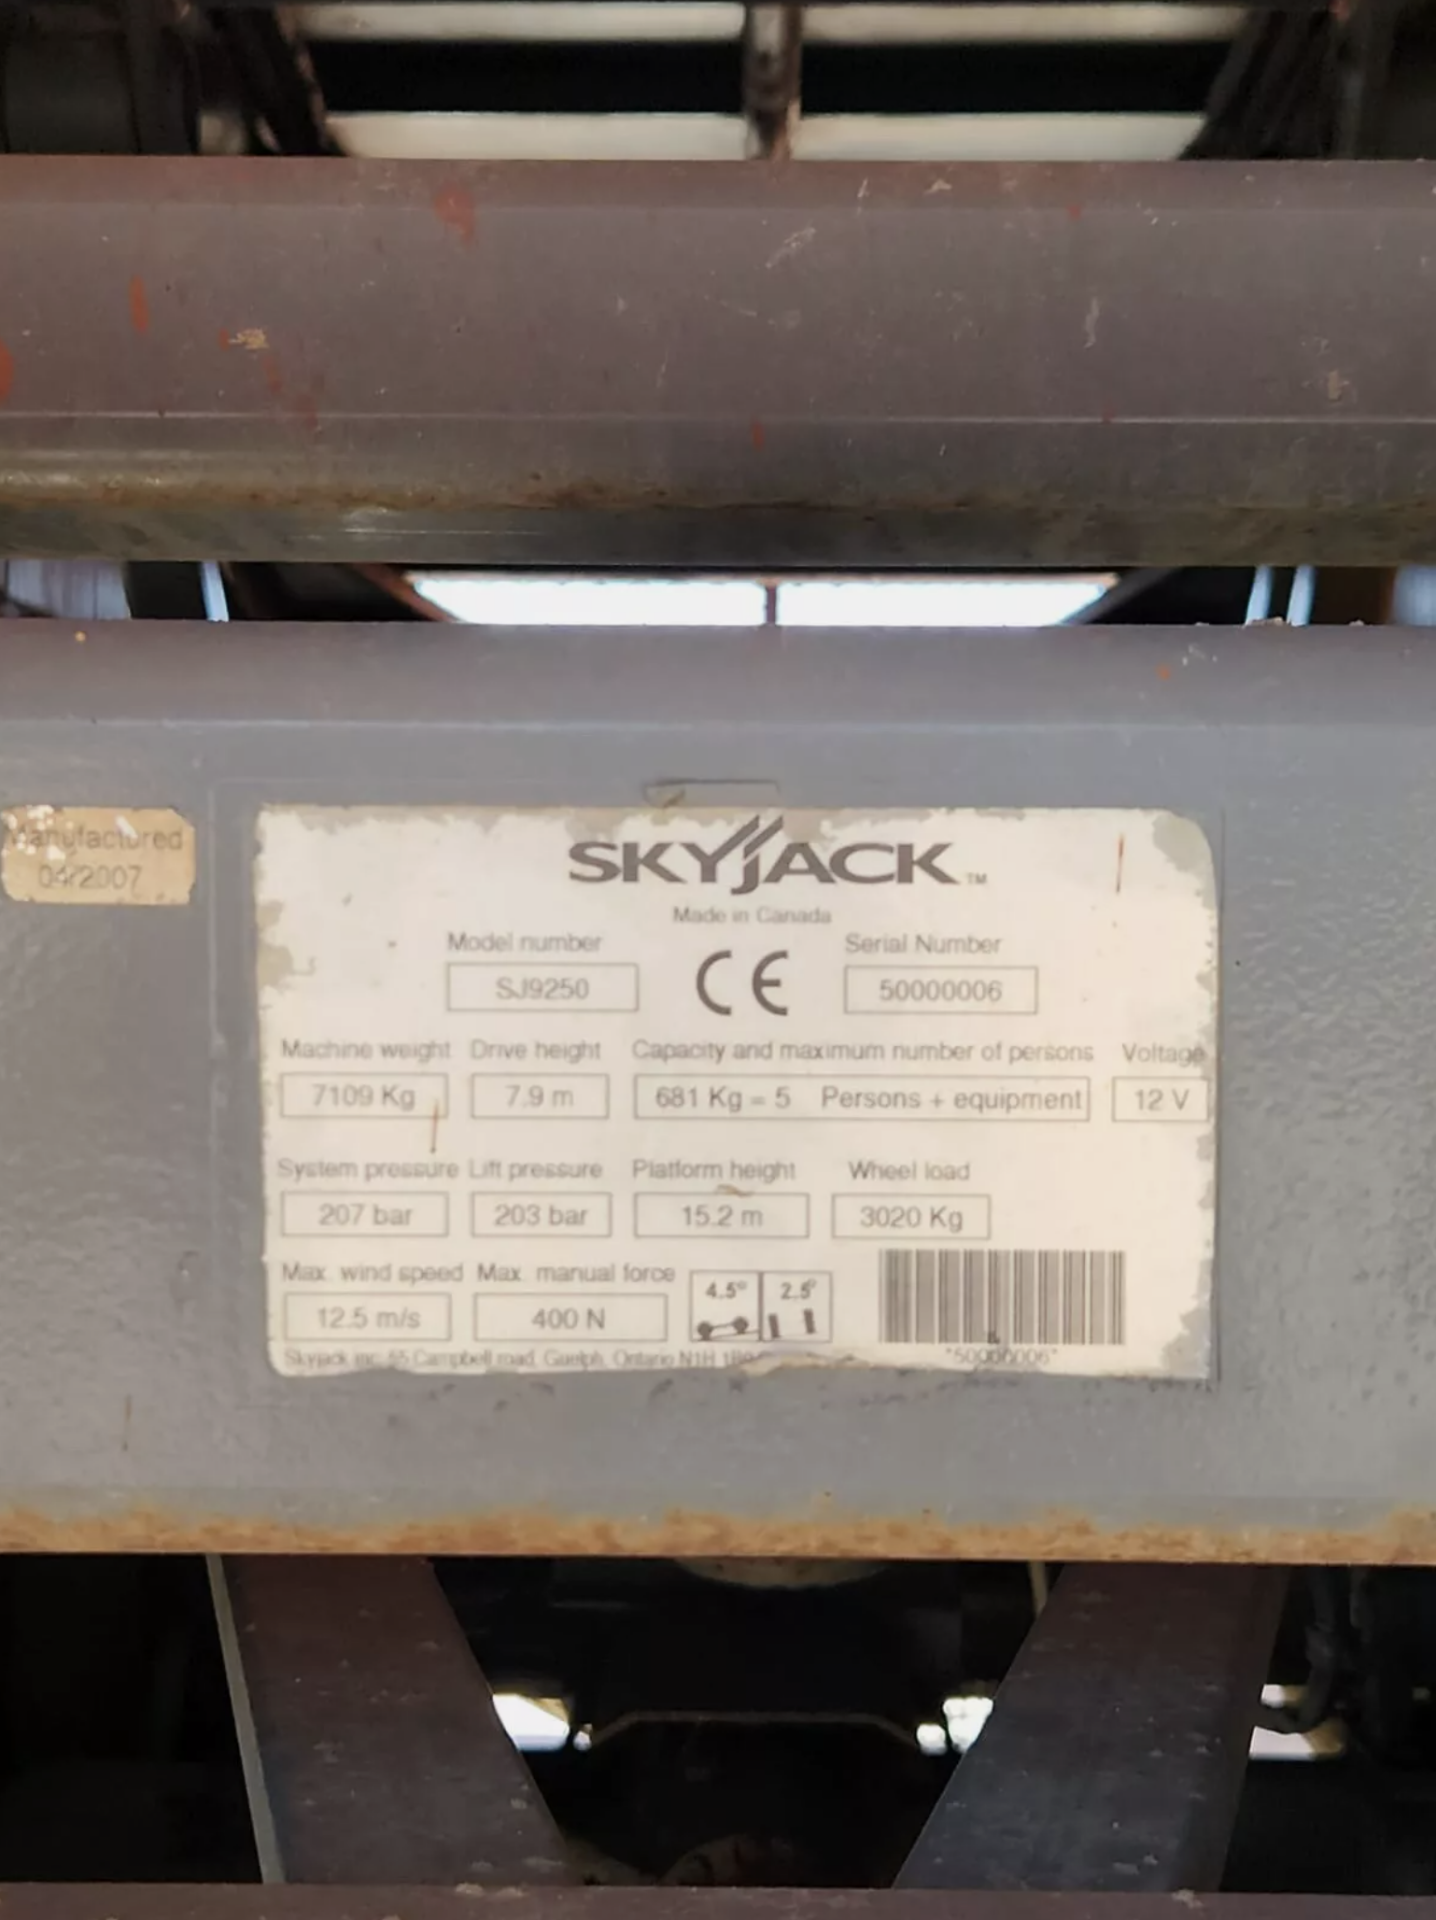 Manufactured
04/2007
SKYJACK™
Made in Canada
Model number Serial Number
SJ9250 CE 50000006
Machine weight Drive height Capacity and maximum number of persons Voltage
7109 Kg 7.9 m 681 Kg = 5 Persons + equipment 12 V
System pressure Lift pressure Platform height Wheel load
207 bar 203 bar 15.2 m 3020 Kg
Max. wind speed Max. manual force
4.5° 2.5°
12.5 m/s 400 N
Skyjack inc. 55 Campbell road, Guelph, Ontario N1H 1B9
*50000006*